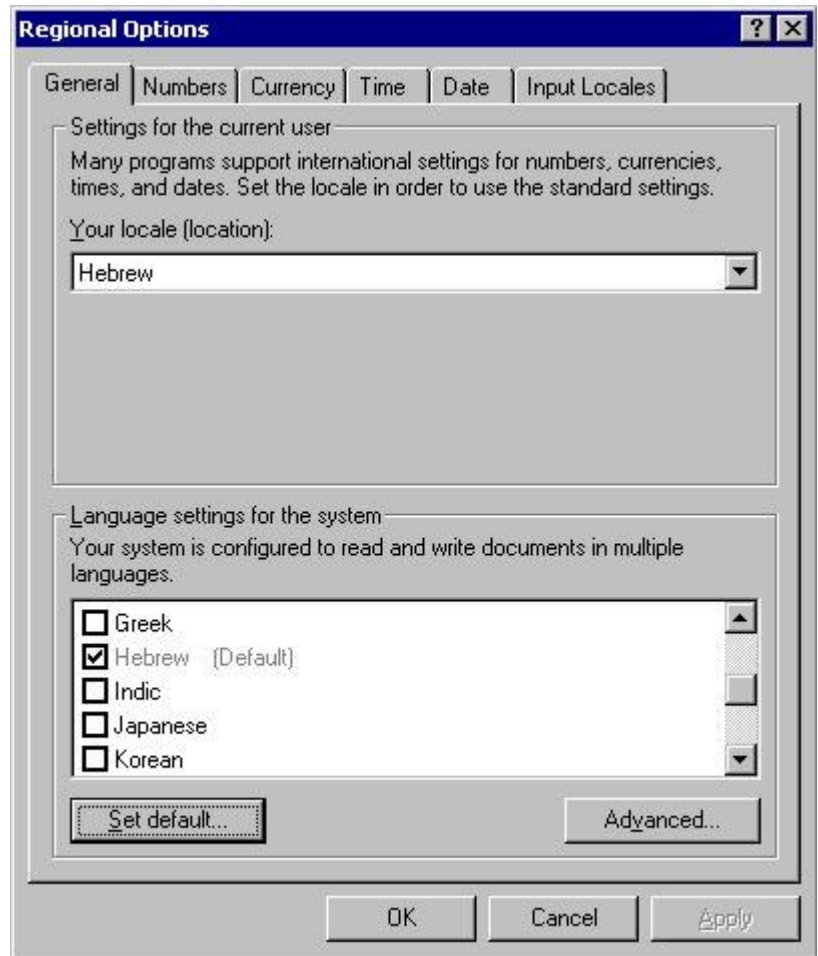 Regional Options
General Numbers Currency Time Date Input Locales
Settings for the current user
Many programs support international settings for numbers, currencies,
times, and dates. Set the locale in order to use the standard settings.
Your locale (location):
Hebrew
Language settings for the system
Your system is configured to read and write documents in multiple
languages.
Greek
Hebrew (Default)
Indic
Japanese
Korean
Set default... Advanced...
OK Cancel Apply